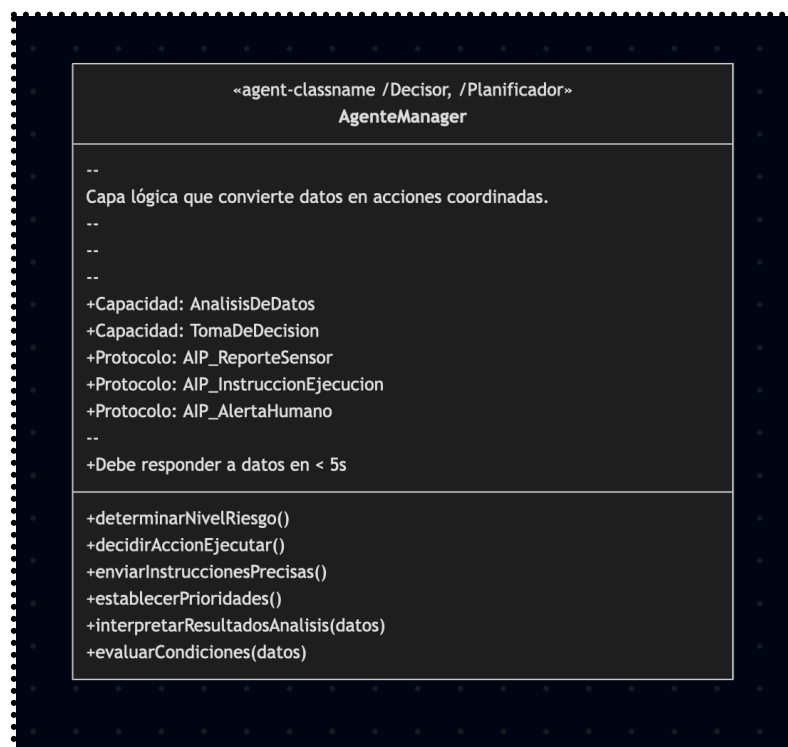 «agent-classname /Decisor, /Planificador»
AgenteManager
--
Capa lógica que convierte datos en acciones coordinadas.
--
--
--
+Capacidad: AnalisisDeDatos
+Capacidad: TomaDeDecision
+Protocolo: AIP_ReporteSensor
+Protocolo: AIP_InstruccionEjecucion
+Protocolo: AIP_AlertaHumano
--
+Debe responder a datos en < 5s
+determinarNivelRiesgo()
+decidirAccionEjecutar()
+enviarInstruccionesPrecisas()
+establecerPrioridades()
+interpretarResultadosAnalisis(datos)
+evaluarCondiciones(datos)